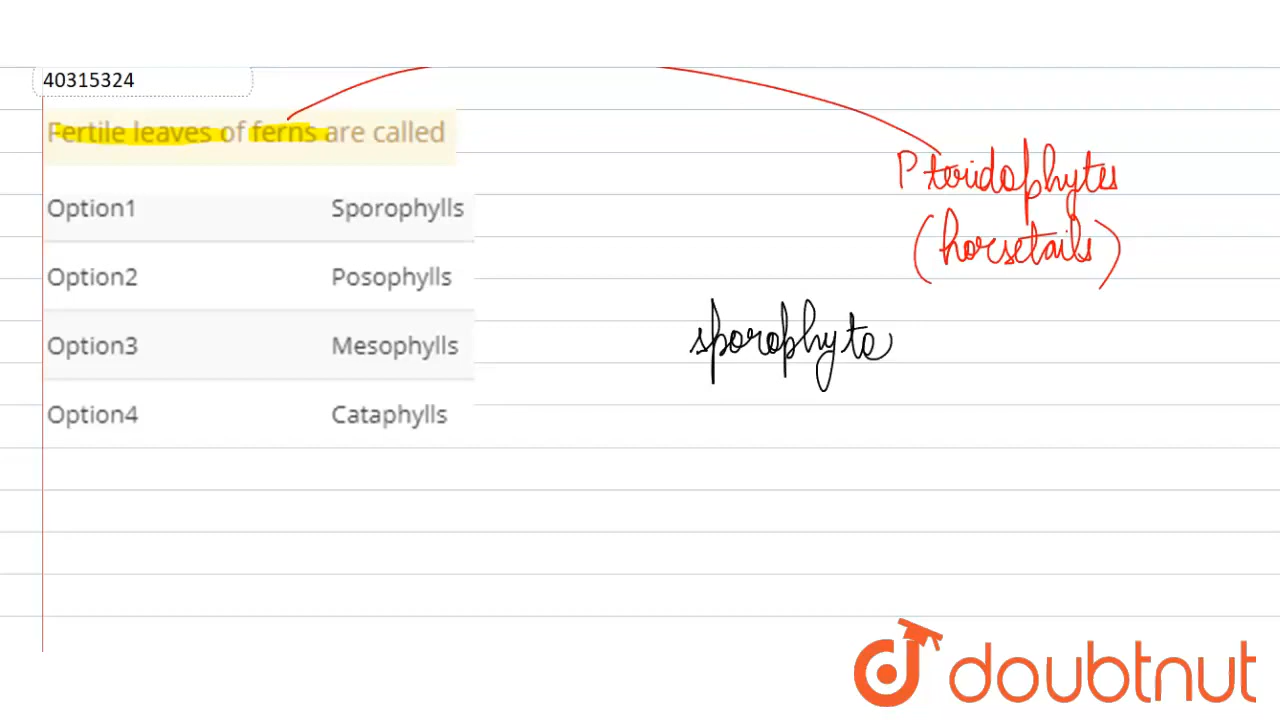 40315324
Fertile leaves of ferns are called
Option1 Sporophylls
Option2 Posophylls
Option3 Mesophylls
Option4 Cataphylls
Pteridophytes
(horsetails)
sporophyte
doubtnut